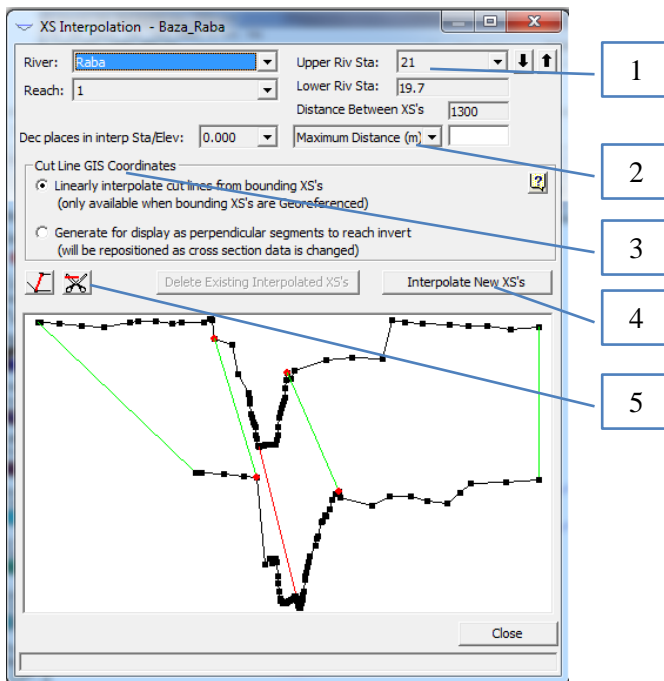 XS Interpolation - Baza_Raba
River: Raba Upper Riv Sta: 21
Reach: 1 Lower Riv Sta: 19.7
Distance Between XS's 1300
Dec places in interp Sta/Elev: 0.000 Maximum Distance (m)
Cut Line GIS Coordinates
Linearly interpolate cut lines from bounding XS's
(only available when bounding XS's are Georeferenced)
Generate for display as perpendicular segments to reach invert
(will be repositioned as cross section data is changed)
Delete Existing Interpolated XS's Interpolate New XS's
Close
1
2
3
4
5